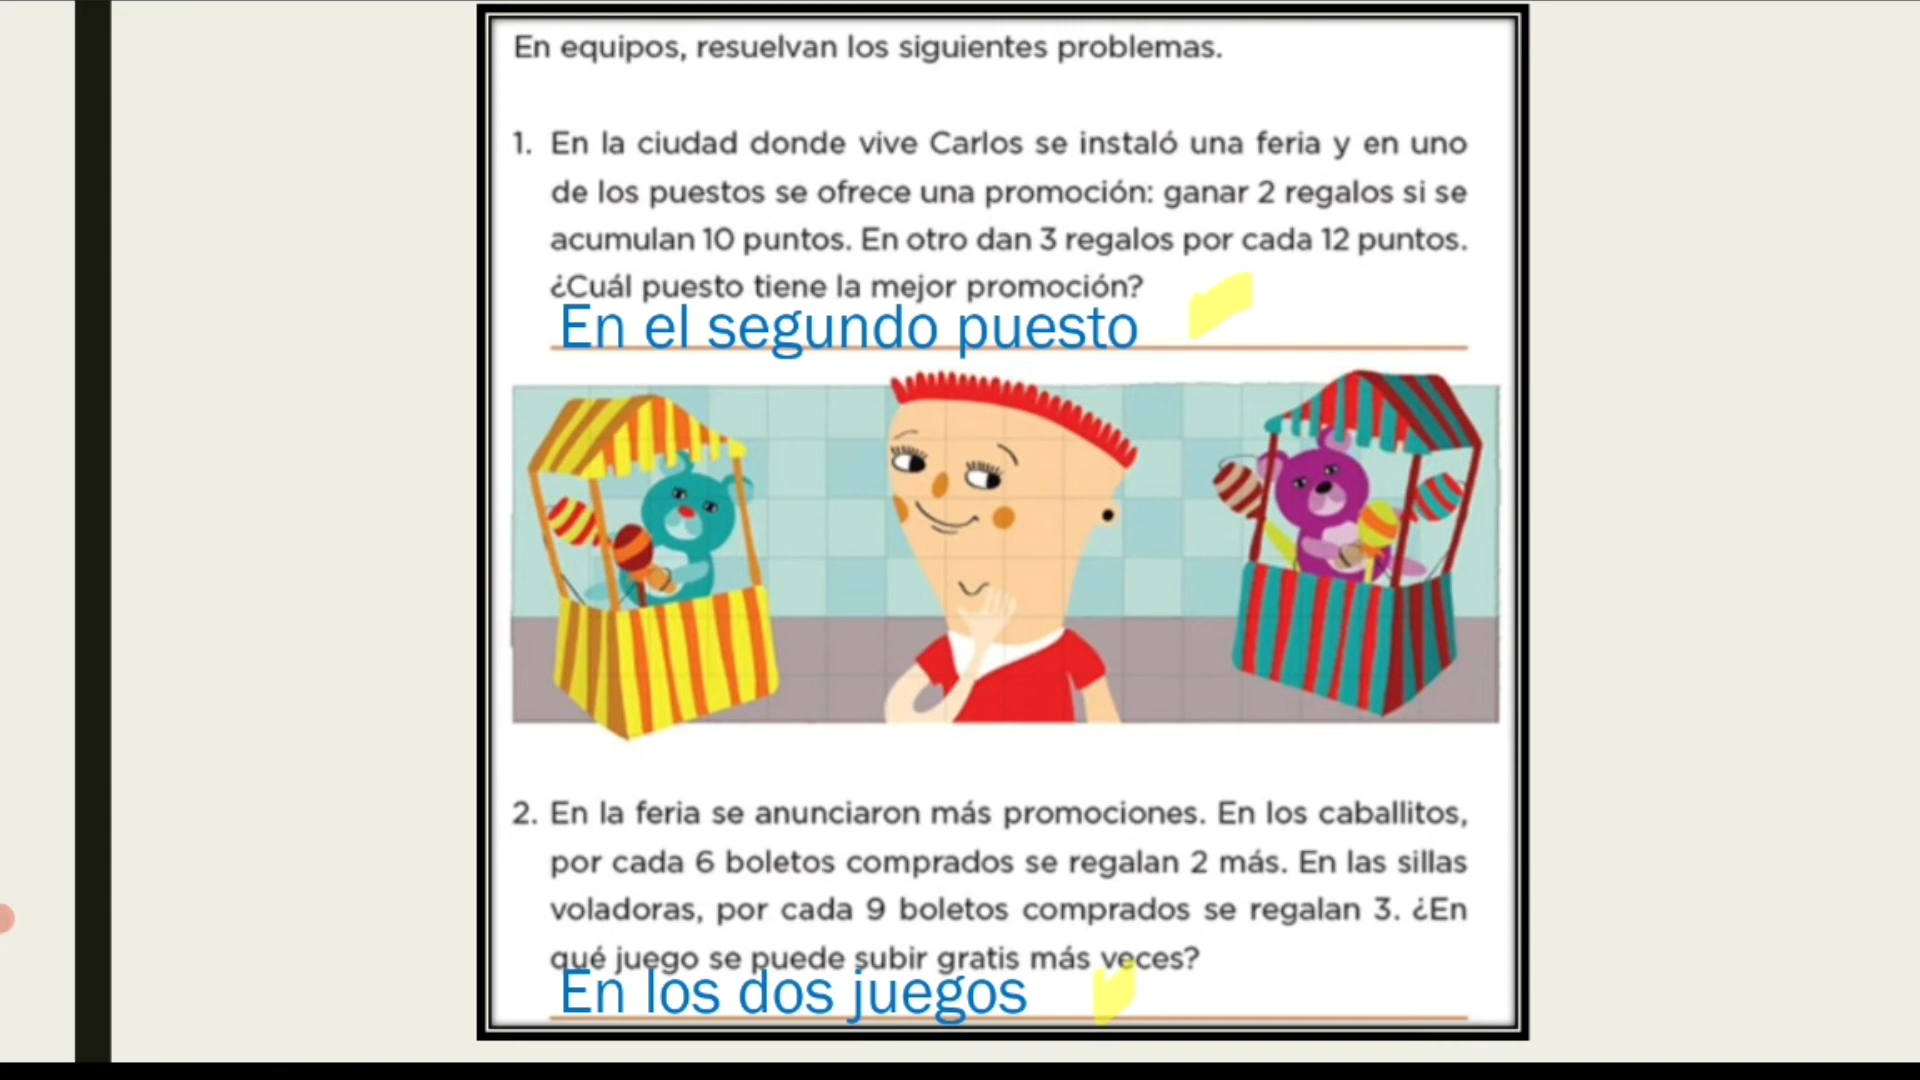 En equipos, resuelvan los siguientes problemas.
1. En la ciudad donde vive Carlos se instaló una feria y en uno
de los puestos se ofrece una promoción: ganar 2 regalos si se
acumulan 10 puntos. En otro dan 3 regalos por cada 12 puntos.
¿Cuál puesto tiene la mejor promoción?
En el segundo puesto
2. En la feria se anunciaron más promociones. En los caballitos,
por cada 6 boletos comprados se regalan 2 más. En las sillas
voladoras, por cada 9 boletos comprados se regalan 3. ¿En
qué juego se puede subir gratis más veces?
En los dos juegos